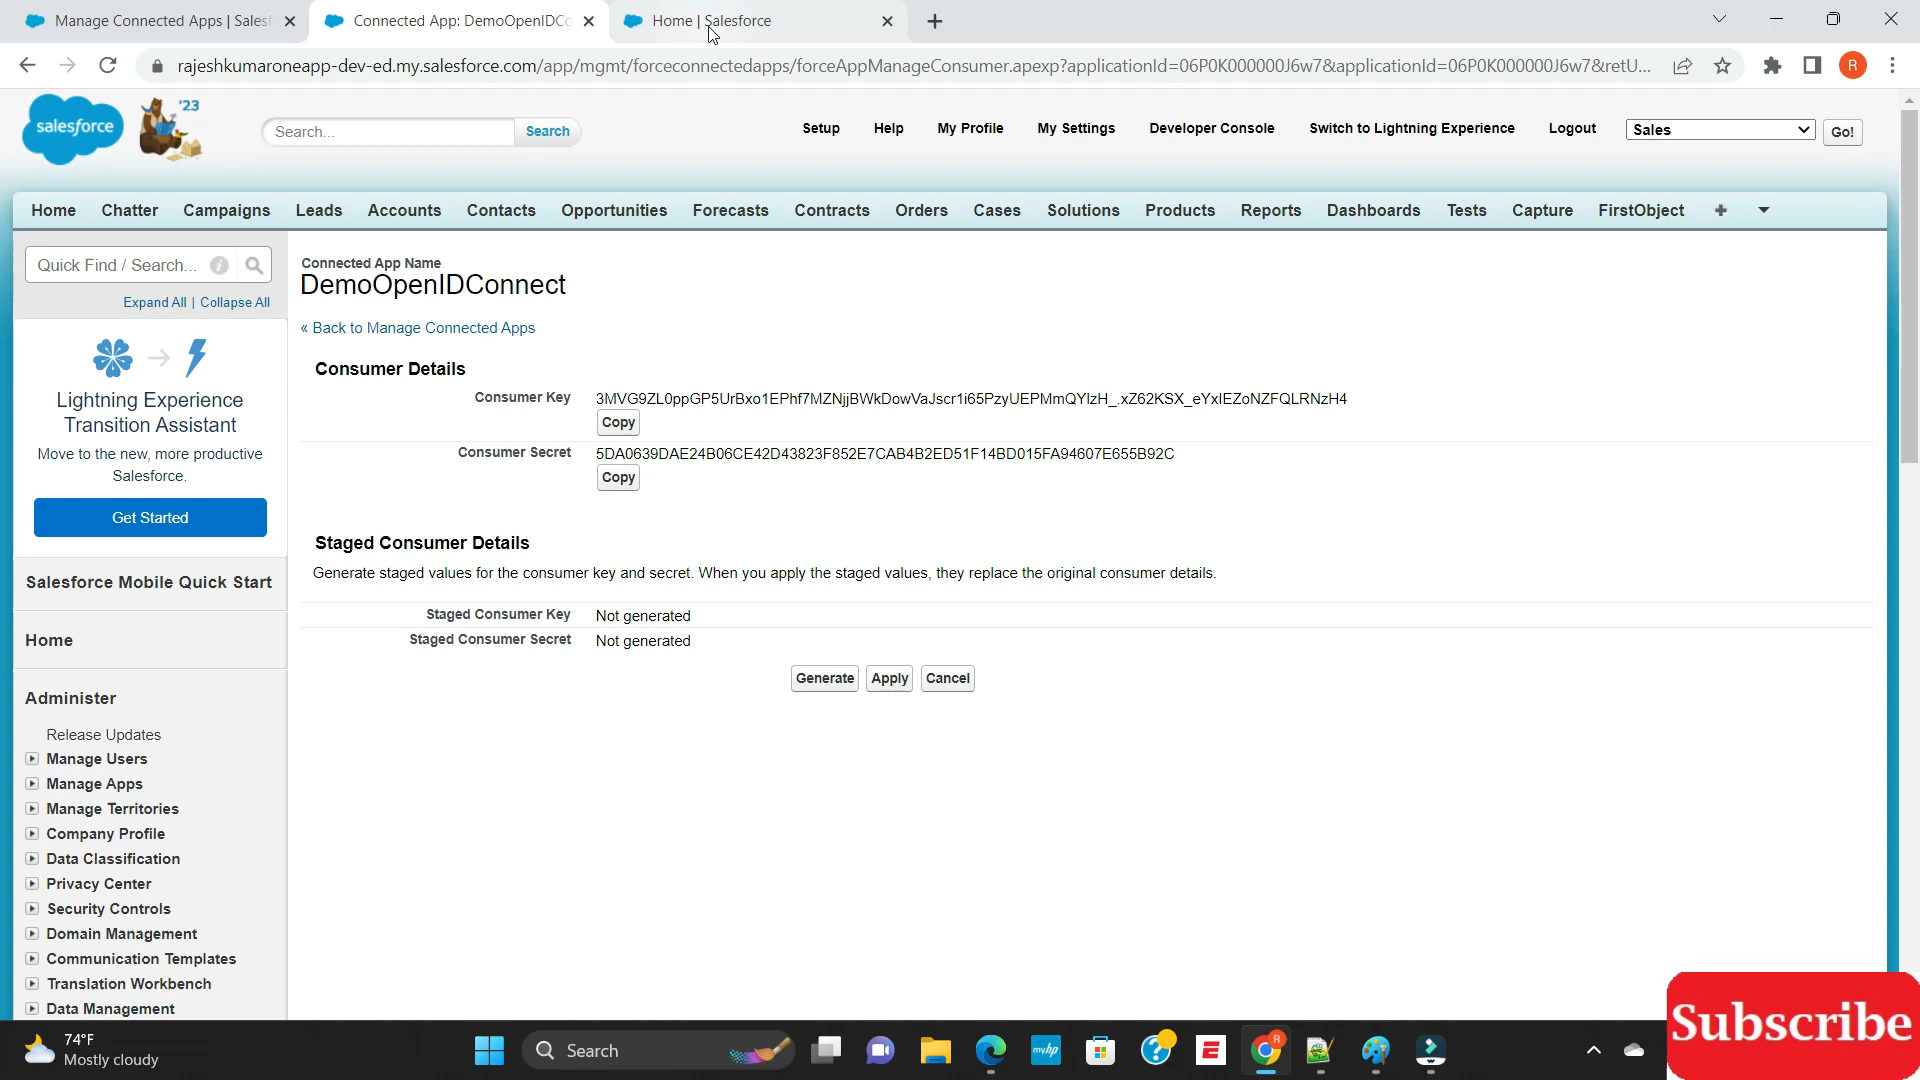 Manage Connected Apps | Salesf
Connected App: DemoOpenIDCo
Home | Salesforce
rajeshkumaroneapp-dev-ed.my.salesforce.com/app/mgmt/forceconnectedapps/forceAppManageConsumer.apexp?applicationId=06P0K000000J6w7&applicationId=06P0K000000J6w7&retU...
R
salesforce
'23
Search...
Search
Setup
Help
My Profile
My Settings
Developer Console
Switch to Lightning Experience
Logout
Sales
Go!
Home
Chatter
Campaigns
Leads
Accounts
Contacts
Opportunities
Forecasts
Contracts
Orders
Cases
Solutions
Products
Reports
Dashboards
Tests
Capture
FirstObject
Quick Find / Search...
Expand All | Collapse All
Lightning Experience
Transition Assistant
Move to the new, more productive
Salesforce.
Get Started
Salesforce Mobile Quick Start
Home
Administer
Release Updates
Manage Users
Manage Apps
Manage Territories
Company Profile
Data Classification
Privacy Center
Security Controls
Domain Management
Communication Templates
Translation Workbench
Data Management
Connected App Name
DemoOpenIDConnect
« Back to Manage Connected Apps
Consumer Details
Consumer Key
3MVG9ZL0ppGP5UrBxo1EPhf7MZNjjBWkDowVaJscr1i65PzyUEPMmQYlzH_.xZ62KSX_eYxlEZoNZFQLRNzH4
Copy
Consumer Secret
5DA0639DAE24B06CE42D43823F852E7CAB4B2ED51F14BD015FA94607E655B92C
Copy
Staged Consumer Details
Generate staged values for the consumer key and secret. When you apply the staged values, they replace the original consumer details.
Staged Consumer Key
Not generated
Staged Consumer Secret
Not generated
Generate
Apply
Cancel
74°F
Mostly cloudy
Search
myhp
R
Subscribe